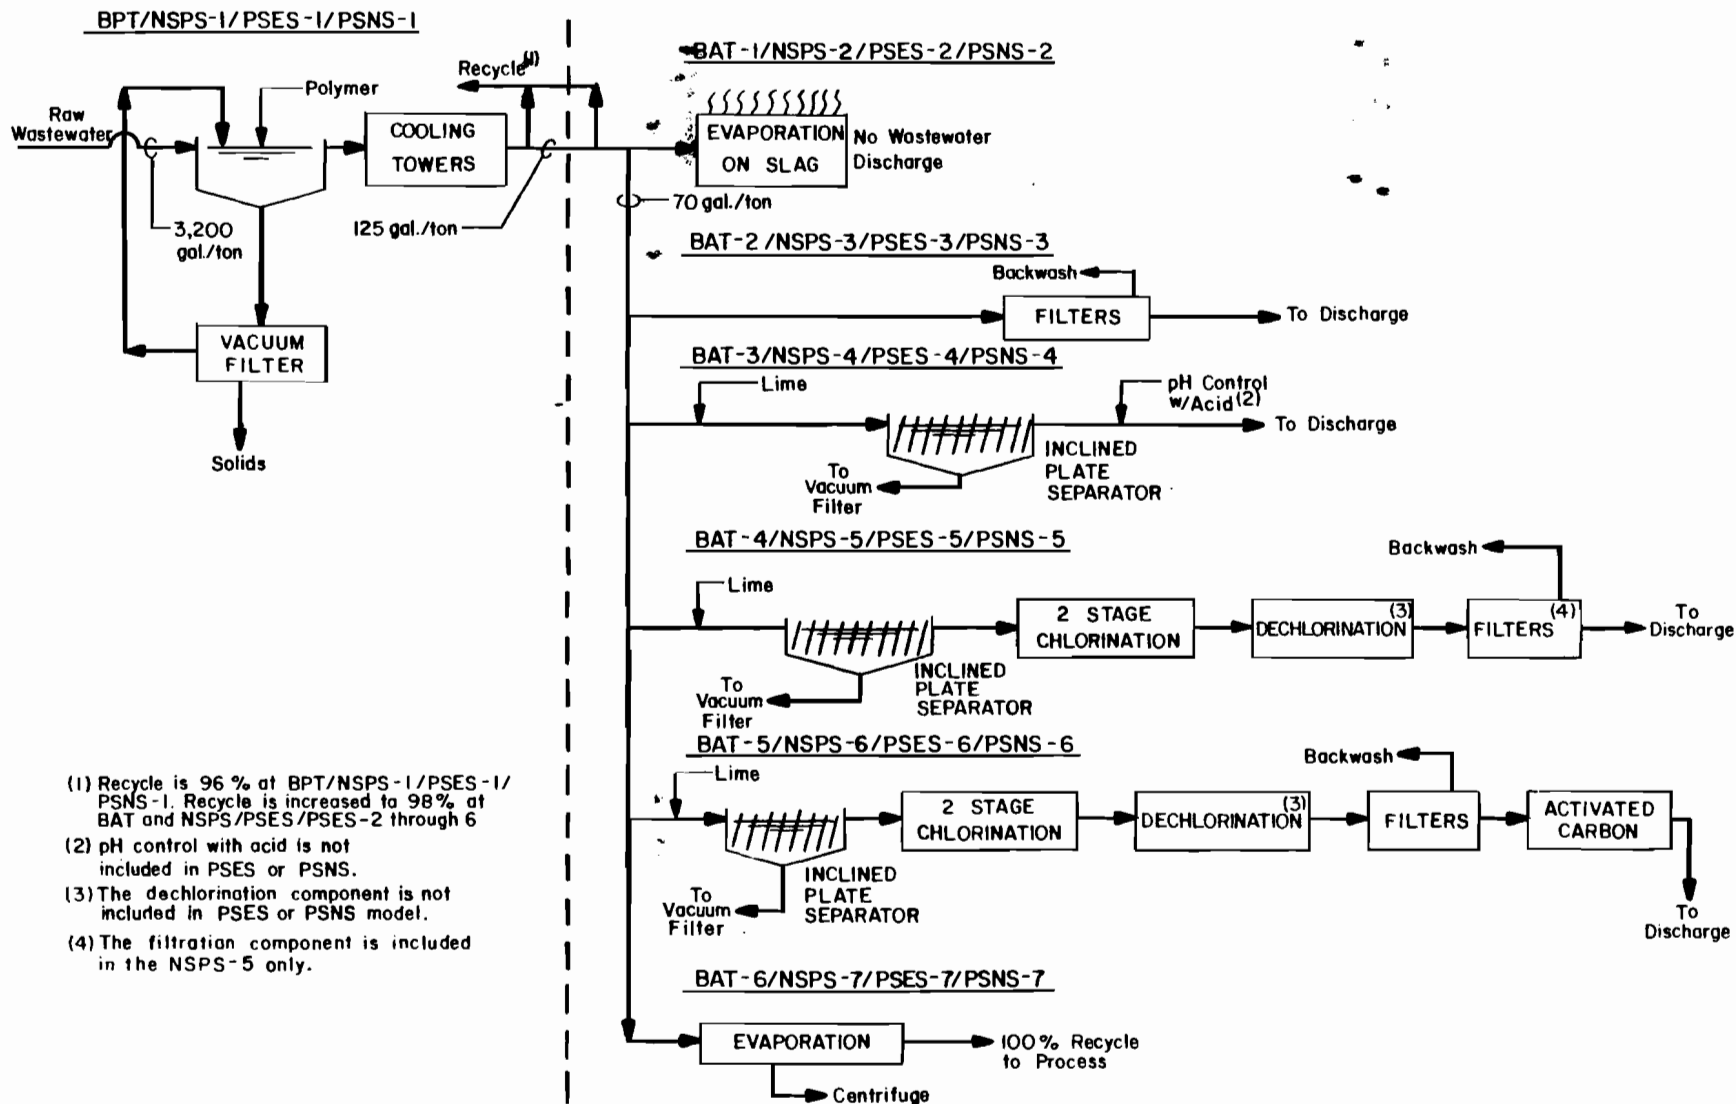 BPT/NSPS-1/PSES-1/PSNS-1
Polymer
Raw
Wastewater
COOLING
TOWERS
Recycle(1)
3,200
gal./ton
125 gal./ton
VACUUM
FILTER
Solids
BAT-1/NSPS-2/PSES-2/PSNS-2
EVAPORATION
ON SLAG
No Wastewater
Discharge
70 gal./ton
BAT-2/NSPS-3/PSES-3/PSNS-3
Backwash
FILTERS
To Discharge
BAT-3/NSPS-4/PSES-4/PSNS-4
Lime
pH Control
w/Acid(2)
To Discharge
INCLINED
PLATE
SEPARATOR
To
Vacuum
Filter
BAT-4/NSPS-5/PSES-5/PSNS-5
Lime
Backwash
2 STAGE
CHLORINATION
DECHLORINATION(3)
FILTERS(4)
To
Discharge
INCLINED
PLATE
SEPARATOR
To
Vacuum
Filter
BAT-5/NSPS-6/PSES-6/PSNS-6
Lime
Backwash
2 STAGE
CHLORINATION
DECHLORINATION(3)
FILTERS
ACTIVATED
CARBON
To
Discharge
INCLINED
PLATE
SEPARATOR
To
Vacuum
Filter
BAT-6/NSPS-7/PSES-7/PSNS-7
EVAPORATION
100% Recycle
to Process
Centrifuge
(1) Recycle is 96% at BPT/NSPS-1/PSES-1/
PSNS-1. Recycle is increased to 98% at
BAT and NSPS/PSES/PSES-2 through 6
(2) pH control with acid is not
included in PSES or PSNS.
(3) The dechlorination component is not
included in PSES or PSNS model.
(4) The filtration component is included
in the NSPS-5 only.